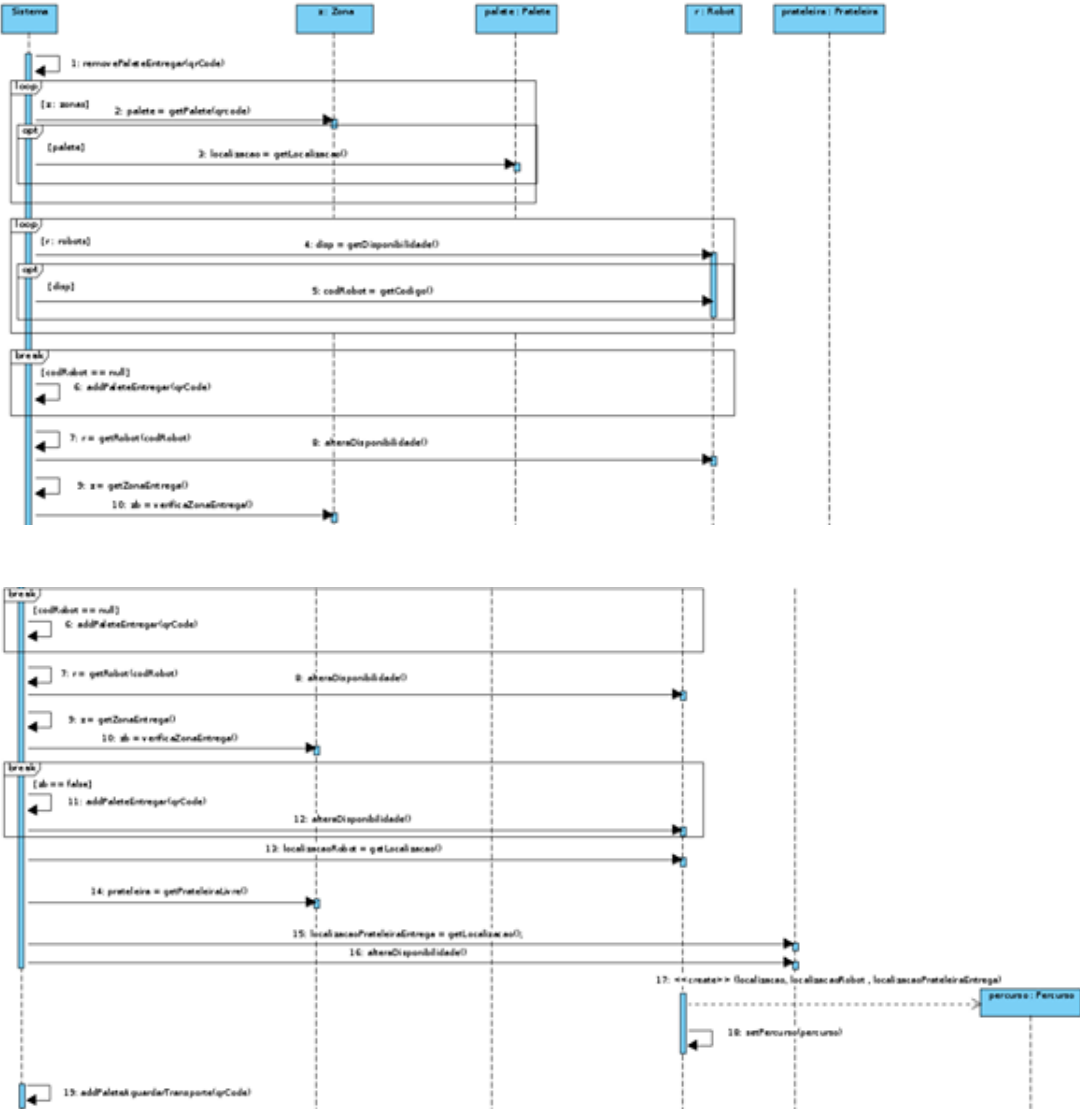 Sistema
z : Zona
palete : Palete
r : Robot
prateleira : Prateleira
1: removePaleteEntregar(qrCode)
loop
[z : zonas]
2: palete = getPalete(qrcode)
opt
[palete]
3: localizacao = getLocalizacao()
loop
[r : robots]
4: disp = getDisponibilidade()
opt
[disp]
5: codRobot = getCodigo()
break
[codRobot == null]
6: addPaleteEntregar(qrCode)
7: r = getRobot(codRobot)
8: alteraDisponibilidade()
9: z = getZonaEntrega()
10: zb = verificaZonaEntrega()
break
[codRobot == null]
6: addPaleteEntregar(qrCode)
7: r = getRobot(codRobot)
8: alteraDisponibilidade()
9: z = getZonaEntrega()
10: zb = verificaZonaEntrega()
break
[zb == false]
11: addPaleteEntregar(qrCode)
12: alteraDisponibilidade()
13: localizacaoRobot = getLocalizacao()
14: prateleira = getPrateleiraLivre()
15: localizacaoPrateleiraEntrega = getLocalizacao();
16: alteraDisponibilidade()
17: <<create>> (localizacao, localizacaoRobot , localizacaoPrateleiraEntrega)
percurso : Percurso
18: setPercurso(percurso)
19: addPaleteAguardarTransporte(qrCode)